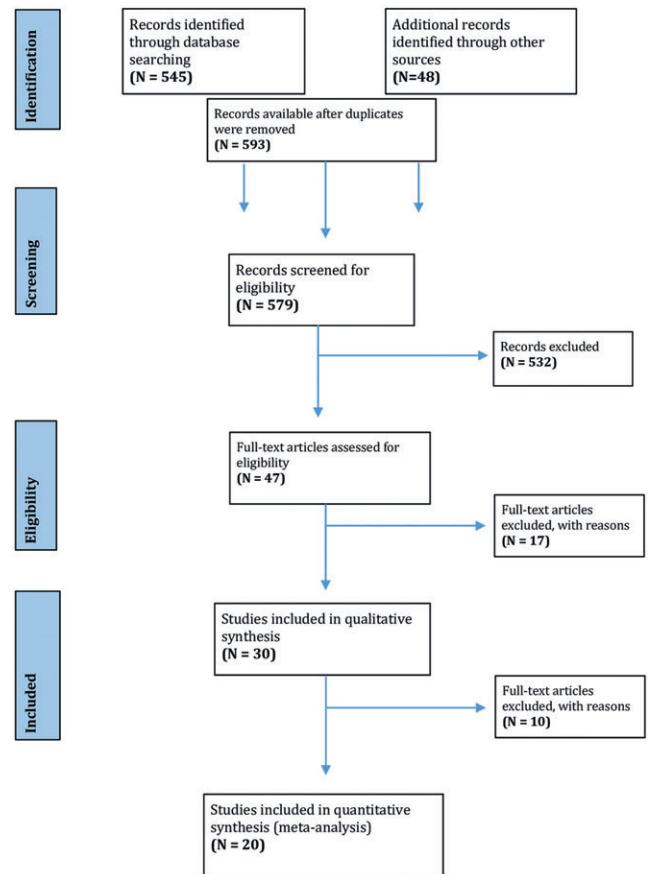 Identification
Records identified
through database
searching
(N = 545)
Additional records
identified through other
sources
(N=48)
Records available after duplicates
were removed
(N = 593)
Screening
Records screened for
eligibility
(N = 579)
Records excluded
(N = 532)
Eligibility
Full-text articles assessed for
eligibility
(N = 47)
Full-text articles
excluded, with reasons
(N = 17)
Included
Studies included in qualitative
synthesis
(N = 30)
Full-text articles
excluded, with reasons
(N = 10)
Studies included in quantitative
synthesis (meta-analysis)
(N = 20)